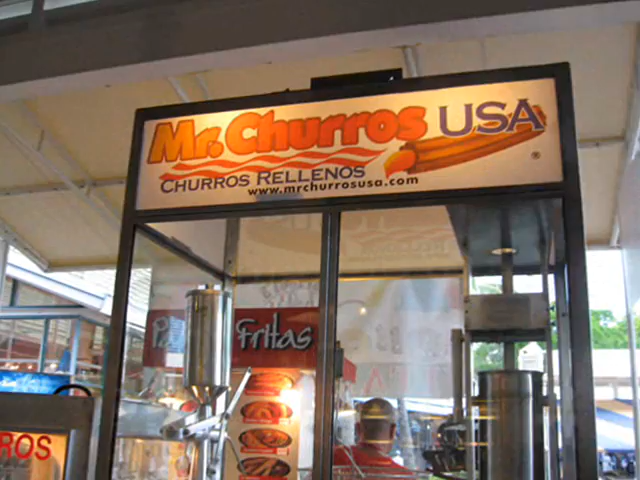 Mr. Churros USA
CHURROS RELLENOS
®
www.mrchurrosusa.com
Fritas
ROS